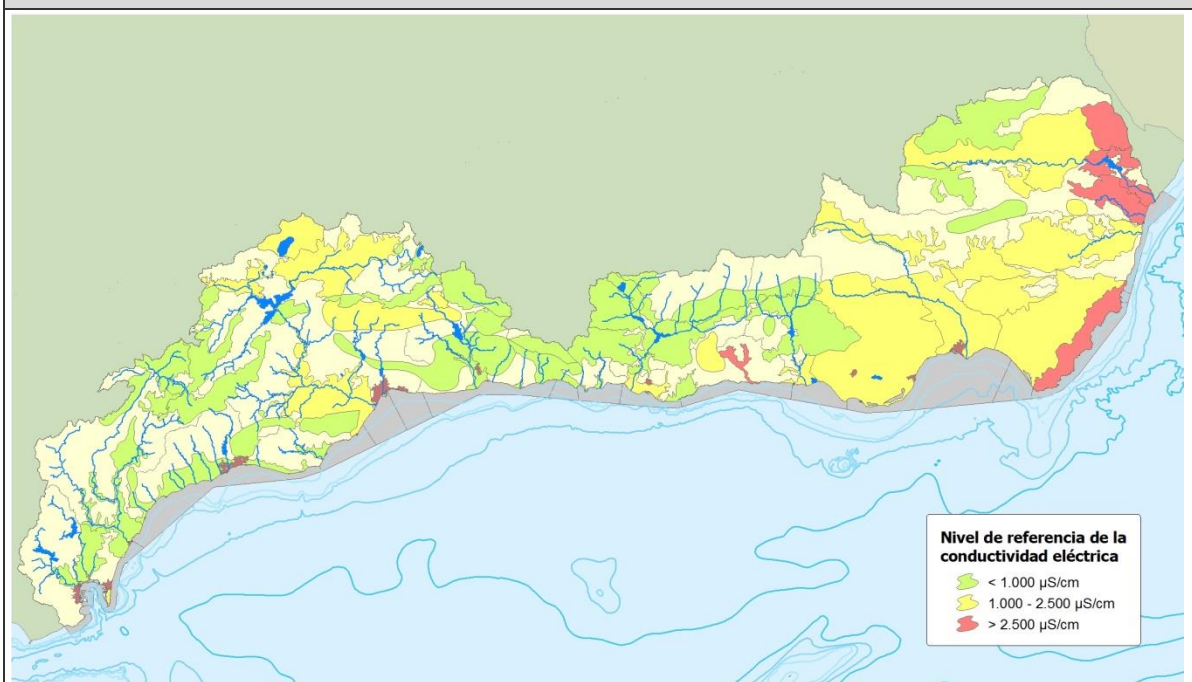 Nivel de referencia de la
conductividad eléctrica
< 1.000 µS/cm
1.000 - 2.500 µS/cm
> 2.500 µS/cm